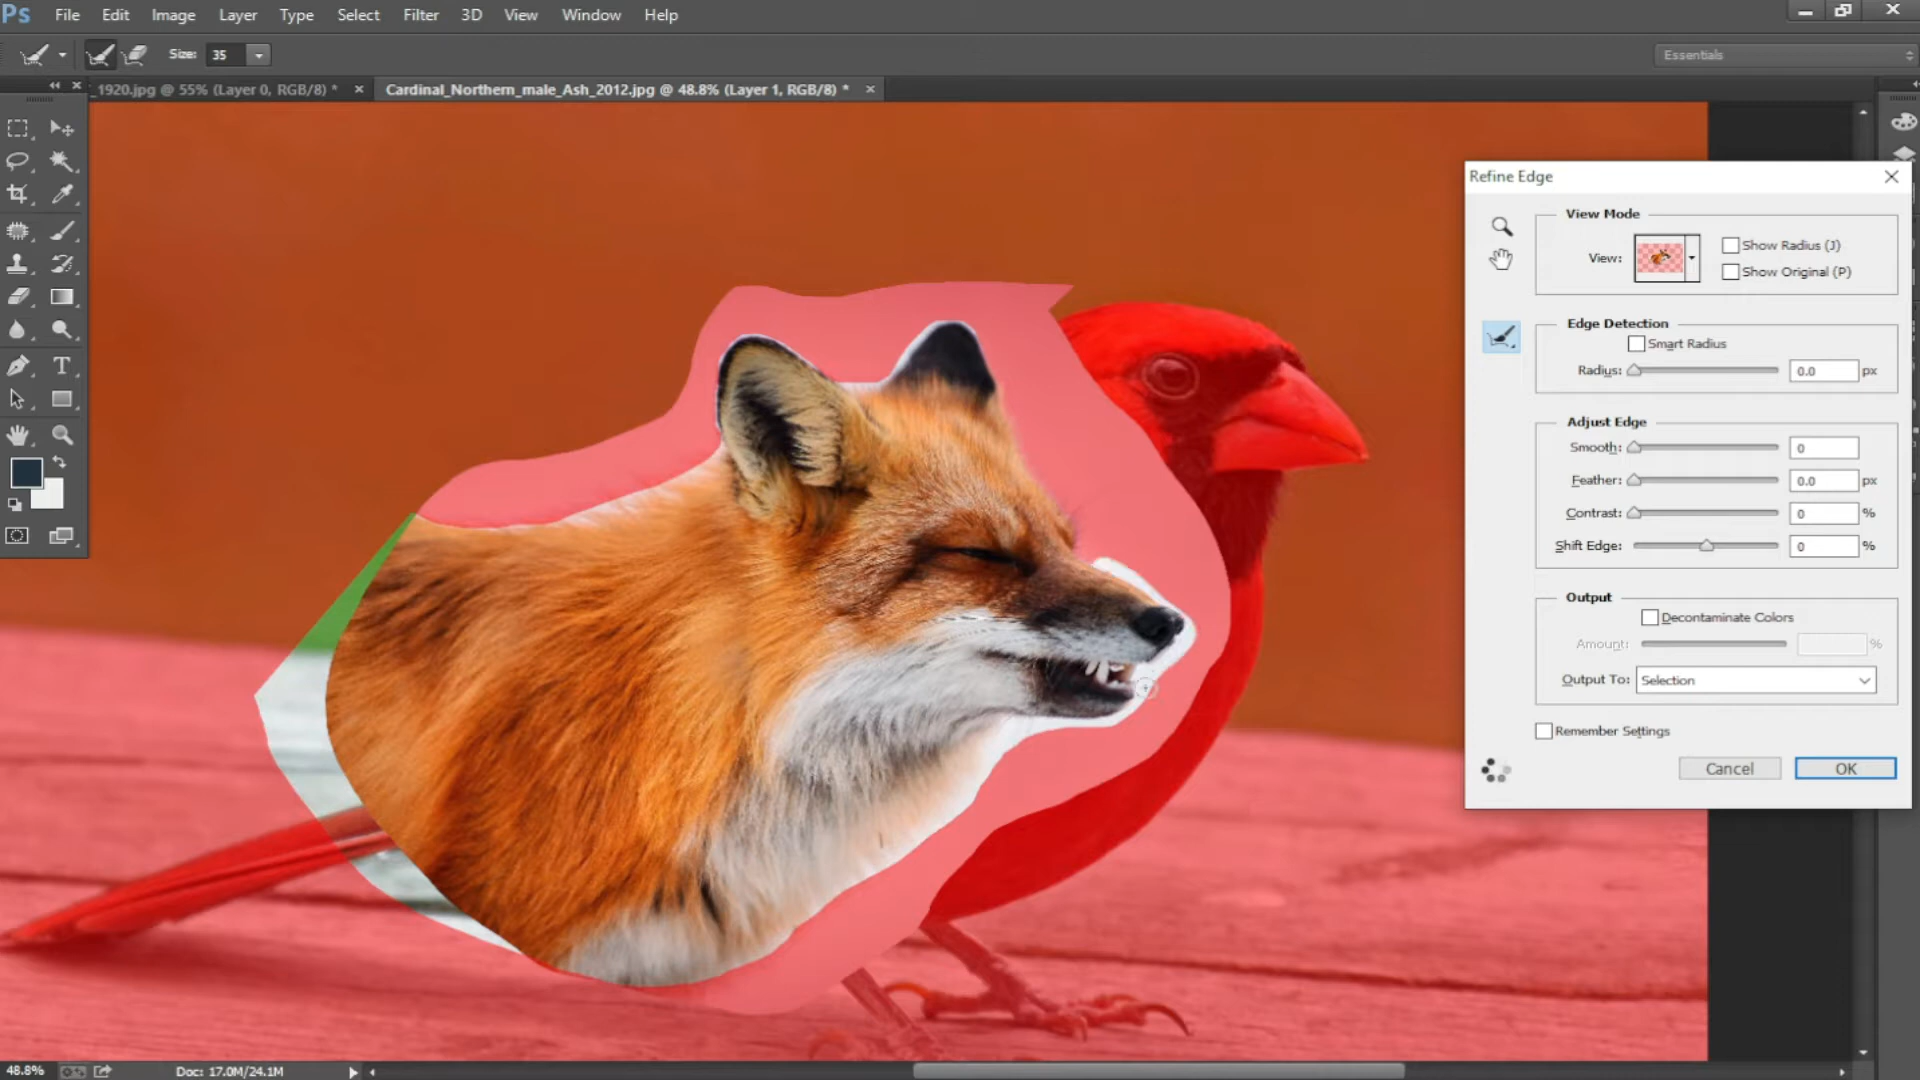 Ps File Edit Image Layer Type Select Filter 3D View Window Help
Size: 35
Essentials
_1920.jpg @ 55% (Layer 0, RGB/8) * ×
Cardinal_Northern_male_Ash_2012.jpg @ 48.8% (Layer 1, RGB/8) * ×
Refine Edge
View Mode
View:
Show Radius (J)
Show Original (P)
Edge Detection
Smart Radius
Radius: 0.0 px
Adjust Edge
Smooth: 0
Feather: 0.0 px
Contrast: 0 %
Shift Edge: 0 %
Output
Decontaminate Colors
Amount: %
Output To: Selection
Remember Settings
Cancel OK
T
48.8% Doc: 17.0M/24.1M